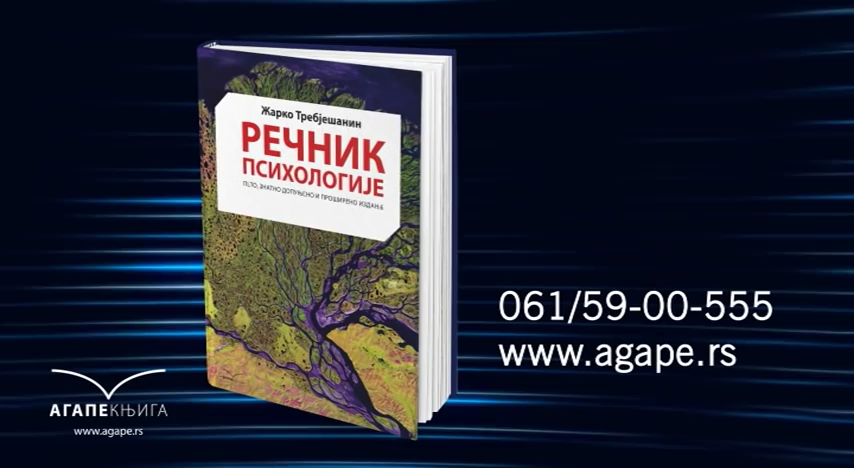 Жарко Требјешанин
РЕЧНИК
ПСИХОЛОГИЈЕ
ПЕТО, ЗНАТНО ДОПУЊЕНО И ПРОШИРЕНО ИЗДАЊЕ
061/59-00-555
www.agape.rs
АГАПЕКЊИГА
www.agape.rs